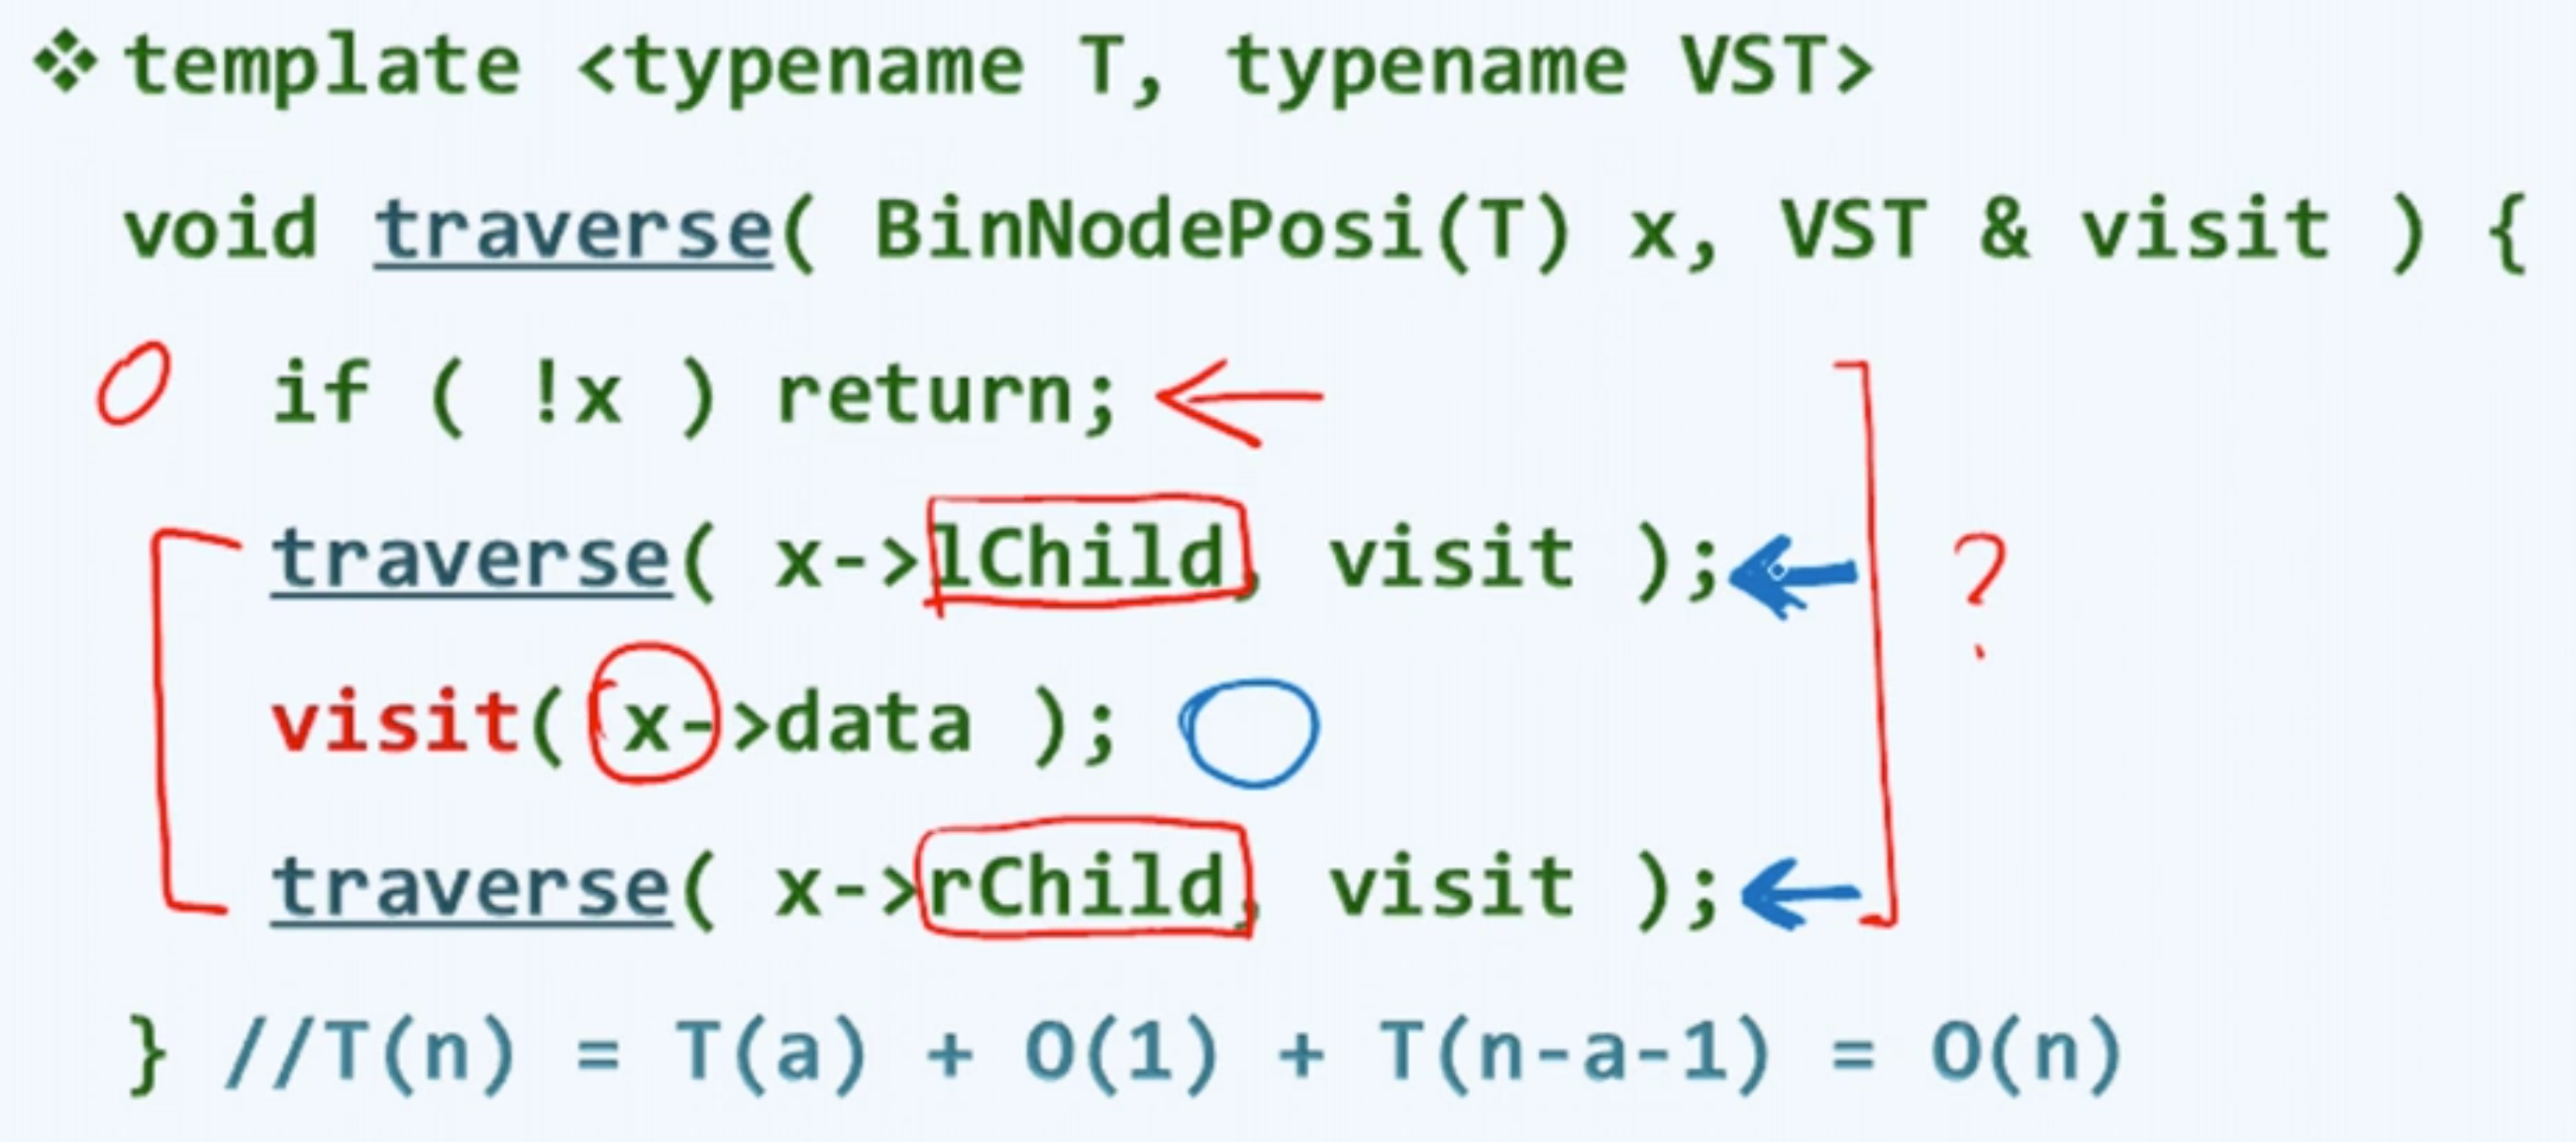 ❖ template <typename T, typename VST>
void traverse( BinNodePosi(T) x, VST & visit ) {
if ( !x ) return;
traverse( x->lChild, visit );
?
visit( x->data );
traverse( x->rChild, visit );
} //T(n) = T(a) + O(1) + T(n-a-1) = O(n)